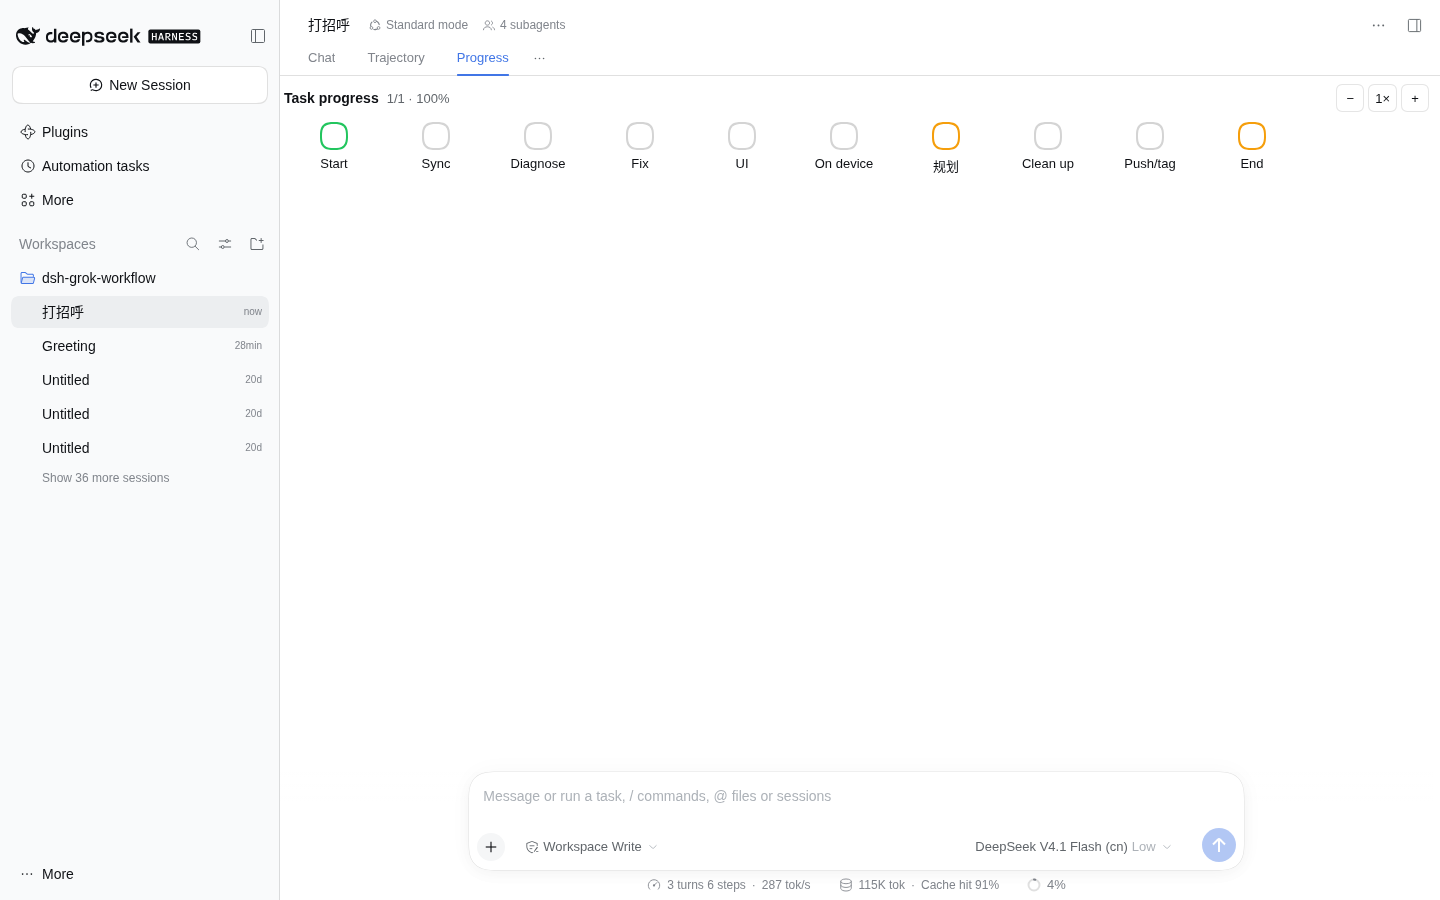 deepseek HARNESS
New Session
Plugins
Automation tasks
More
Workspaces
dsh-grok-workflow
打招呼 now
Greeting 28min
Untitled 20d
Untitled 20d
Untitled 20d
Show 36 more sessions
More
打招呼 Standard mode 4 subagents
Chat Trajectory Progress
Task progress 1/1 · 100%
− 1× +
Start Sync Diagnose Fix UI On device 规划 Clean up Push/tag End
Message or run a task, / commands, @ files or sessions
Workspace Write DeepSeek V4.1 Flash (cn) Low
3 turns 6 steps · 287 tok/s 115K tok · Cache hit 91% 4%